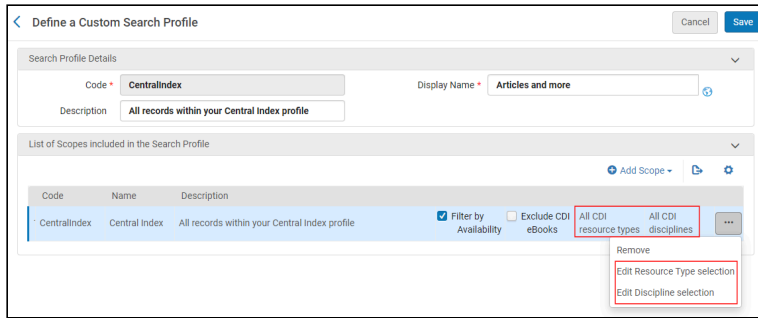 Define a Custom Search Profile
Cancel
Save
Search Profile Details
Code * CentralIndex
Display Name * Articles and more
Description All records within your Central Index profile
List of Scopes included in the Search Profile
Add Scope
Code Name Description
CentralIndex Central Index All records within your Central Index profile
Filter by
Availability
Exclude CDI
eBooks
All CDI
resource types
All CDI
disciplines
Remove
Edit Resource Type selection
Edit Discipline selection